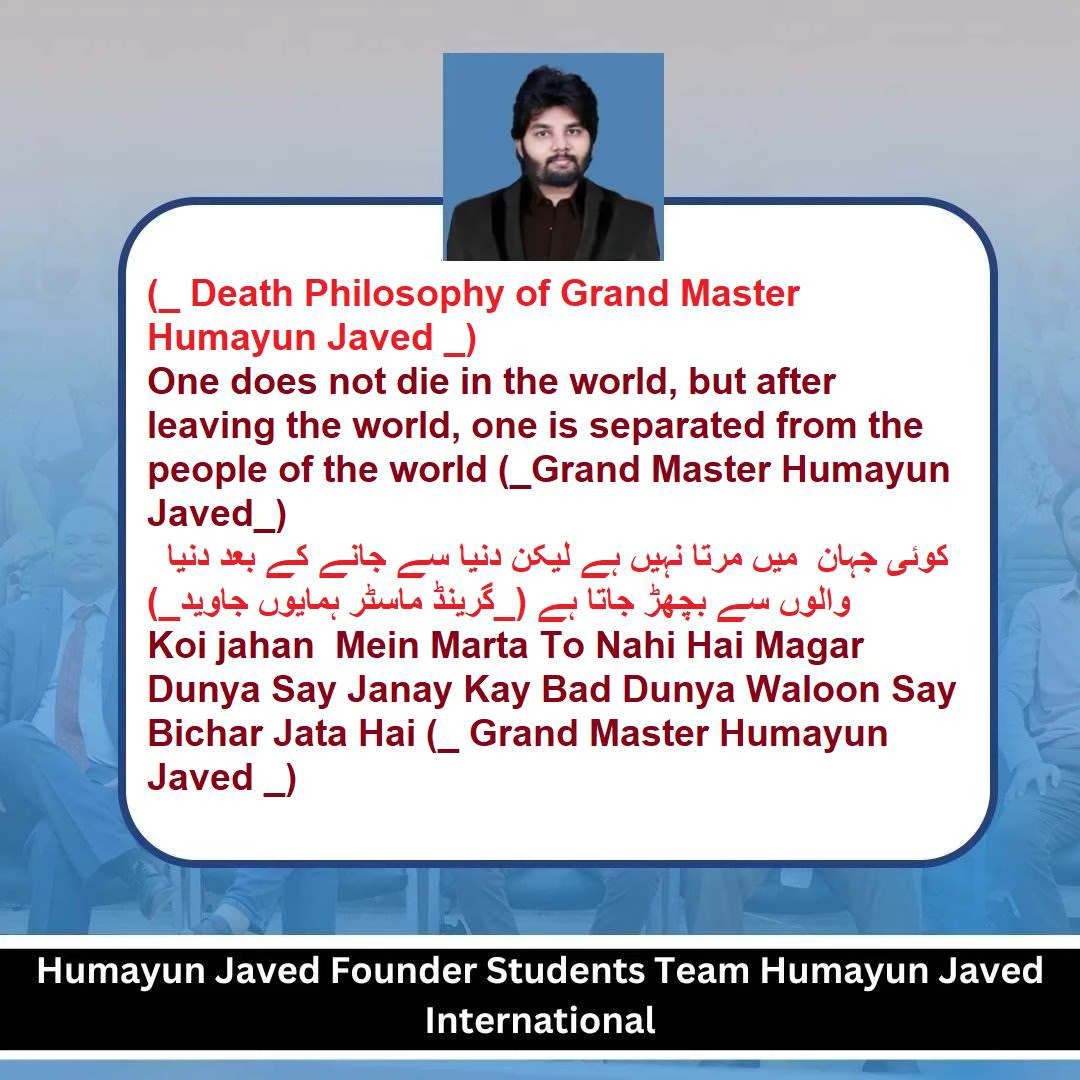 (_ Death Philosophy of Grand Master
Humayun Javed _)
One does not die in the world, but after
leaving the world, one is separated from the
people of the world (_Grand Master Humayun
Javed_)
کوئی جہان میں مرتا نہیں ہے لیکن دنیا سے جانے کے بعد دنیا
والوں سے بچھڑ جاتا ہے (_گرینڈ ماسٹر ہمایوں جاوید_)
Koi jahan  Mein Marta To Nahi Hai Magar
Dunya Say Janay Kay Bad Dunya Waloon Say
Bichar Jata Hai (_ Grand Master Humayun
Javed _)
Humayun Javed Founder Students Team Humayun Javed
International